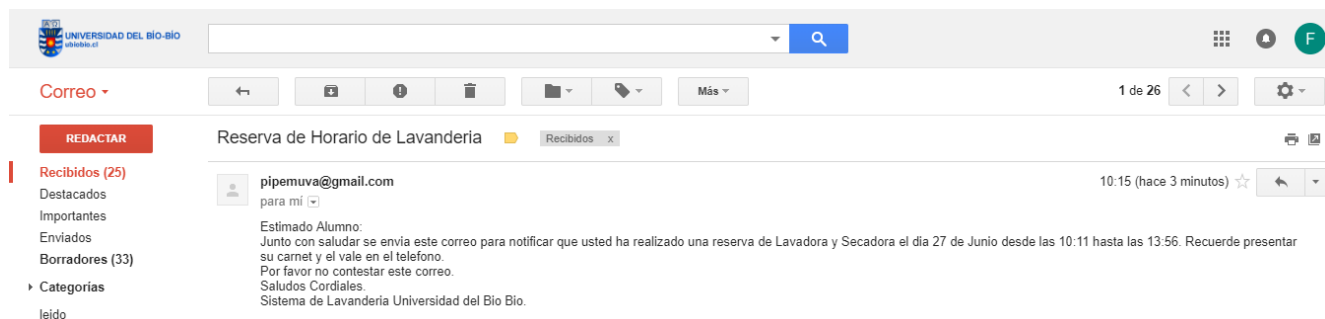 UNIVERSIDAD DEL BÍO-BÍO
ubiobio.cl
F
Correo
Más
1 de 26
REDACTAR
Reserva de Horario de Lavanderia
Recibidos x
Recibidos (25)
Destacados
Importantes
Enviados
Borradores (33)
Categorías
leido
pipemuva@gmail.com
10:15 (hace 3 minutos)
para mí
Estimado Alumno:
Junto con saludar se envia este correo para notificar que usted ha realizado una reserva de Lavadora y Secadora el dia 27 de Junio desde las 10:11 hasta las 13:56. Recuerde presentar
su carnet y el vale en el telefono.
Por favor no contestar este correo.
Saludos Cordiales.
Sistema de Lavanderia Universidad del Bio Bio.